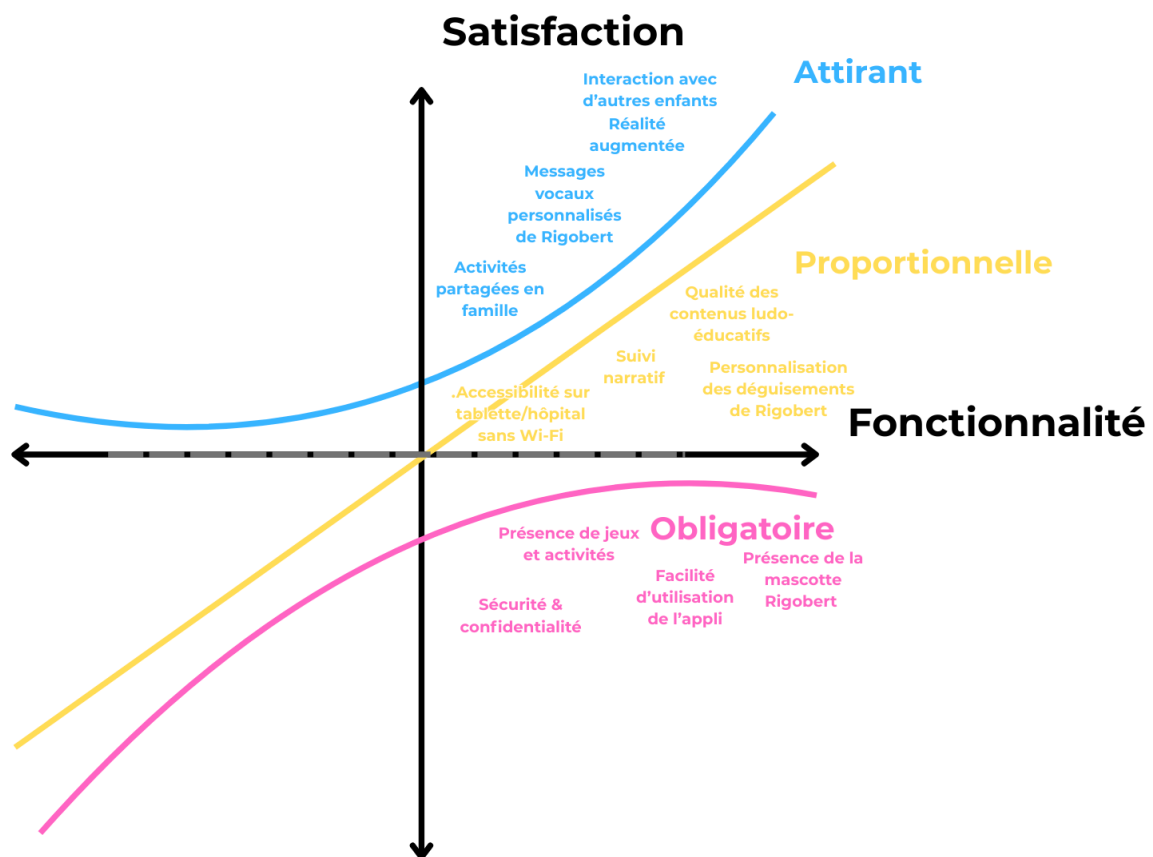 Satisfaction
Attirant
Interaction avec
d’autres enfants
Réalité
augmentée
Messages
vocaux
personnalisés
de Rigobert
Activités
partagées en
famille
Proportionnelle
Qualité des
contenus ludo-
éducatifs
Suivi
narratif
Personnalisation
des déguisements
de Rigobert
.Accessibilité sur
tablette/hôpital
sans Wi-Fi
Fonctionnalité
Obligatoire
Présence de jeux
et activités
Présence de la
mascotte
Rigobert
Facilité
d’utilisation
de l’appli
Sécurité &
confidentialité